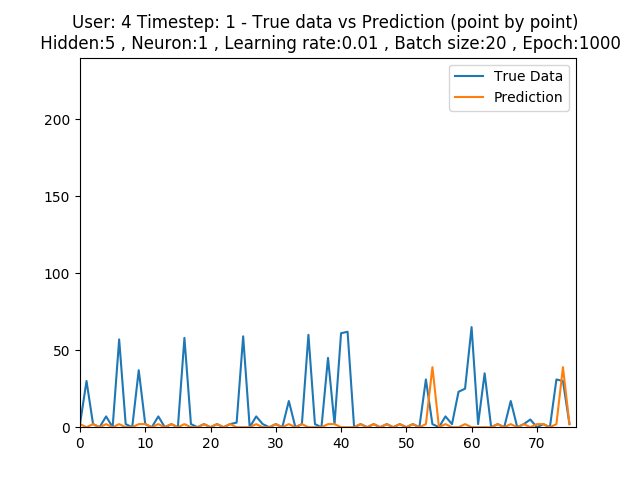 User: 4 Timestep: 1 - True data vs Prediction (point by point)
Hidden:5 , Neuron:1 , Learning rate:0.01 , Batch size:20 , Epoch:1000
True Data
Prediction
200
150
100
50
0
0 10 20 30 40 50 60 70